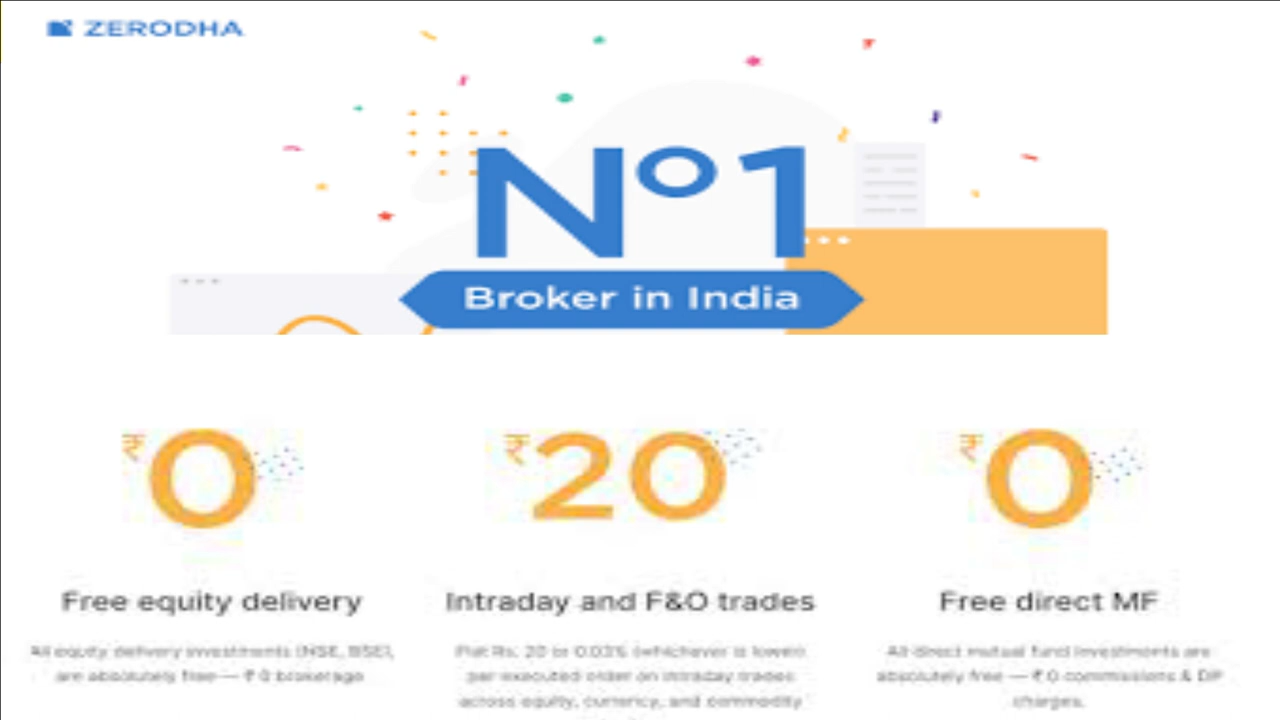 ZERODHA
Nº1
Broker in India
₹0
₹20
₹0
Free equity delivery
Intraday and F&O trades
Free direct MF
All equity delivery investments (NSE, BSE),
are absolutely free — ₹ 0 brokerage.
Flat Rs. 20 or 0.03% (whichever is lower)
per executed order on intraday trades
across equity, currency, and commodity
All direct mutual fund investments are
absolutely free — ₹ 0 commissions & DP
charges.